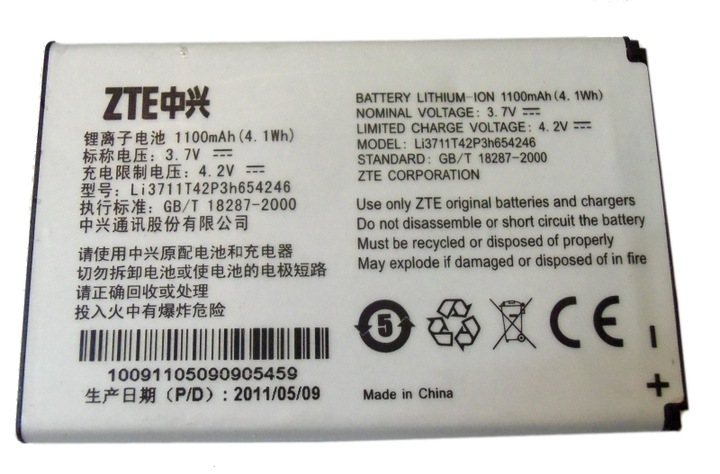 ZTE中兴
锂离子电池 1100mAh(4.1Wh)
标称电压: 3.7V
充电限制电压: 4.2V
型号: Li3711T42P3h654246
执行标准: GB/T 18287-2000
中兴通讯股份有限公司
请使用中兴原配电池和充电器
切勿拆卸电池或使电池的电极短路
请正确回收或处理
投入火中有爆炸危险
10091105090905459
生产日期 (P/D): 2011/05/09
BATTERY LITHIUM-ION 1100mAh(4.1Wh)
NOMINAL VOLTAGE: 3.7V
LIMITED CHARGE VOLTAGE: 4.2V
MODEL: Li3711T42P3h654246
STANDARD: GB/T 18287-2000
ZTE CORPORATION
Use only ZTE original batteries and chargers
Do not disassemble or short circuit the battery
Must be recycled or disposed of properly
May explode if damaged or disposed of in fire
5
CE
Made in China
–
+